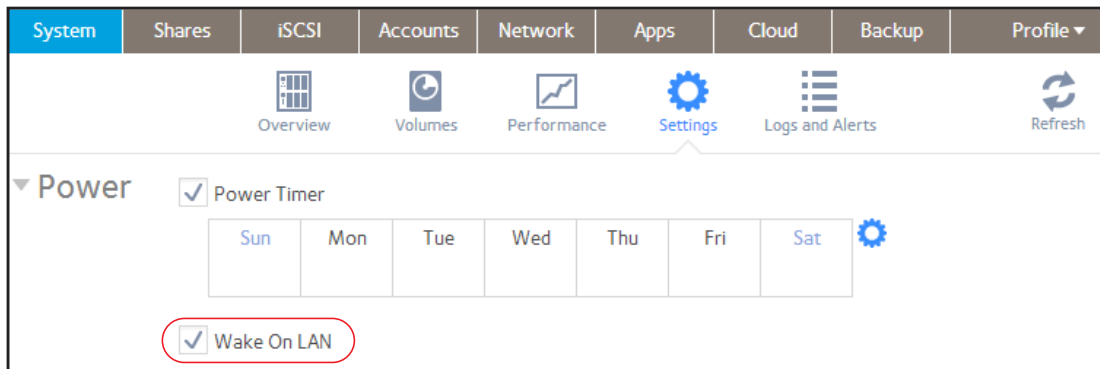 System Shares iSCSI Accounts Network Apps Cloud Backup Profile
Overview Volumes Performance Settings Logs and Alerts Refresh
Power
Power Timer
Sun Mon Tue Wed Thu Fri Sat
Wake On LAN